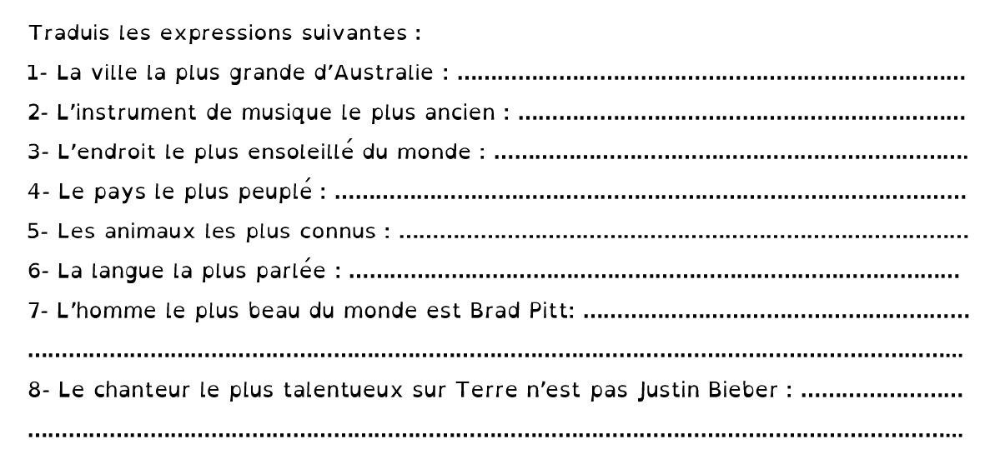 Traduis les expressions suivantes :
1- La ville la plus grande d'Australie : ……………………………………………………………………
2- L'instrument de musique le plus ancien : ……………………………………………………………
3- L'endroit le plus ensoleillé du monde : ………………………………………………………………
4- Le pays le plus peuplé : ……………………………………………………………………………………
5- Les animaux les plus connus : ……………………………………………………………………………
6- La langue la plus parlée : …………………………………………………………………………………
7- L'homme le plus beau du monde est Brad Pitt: ……………………………………………………
………………………………………………………………………………………………………………………………
8- Le chanteur le plus talentueux sur Terre n'est pas Justin Bieber : ……………………
………………………………………………………………………………………………………………………………